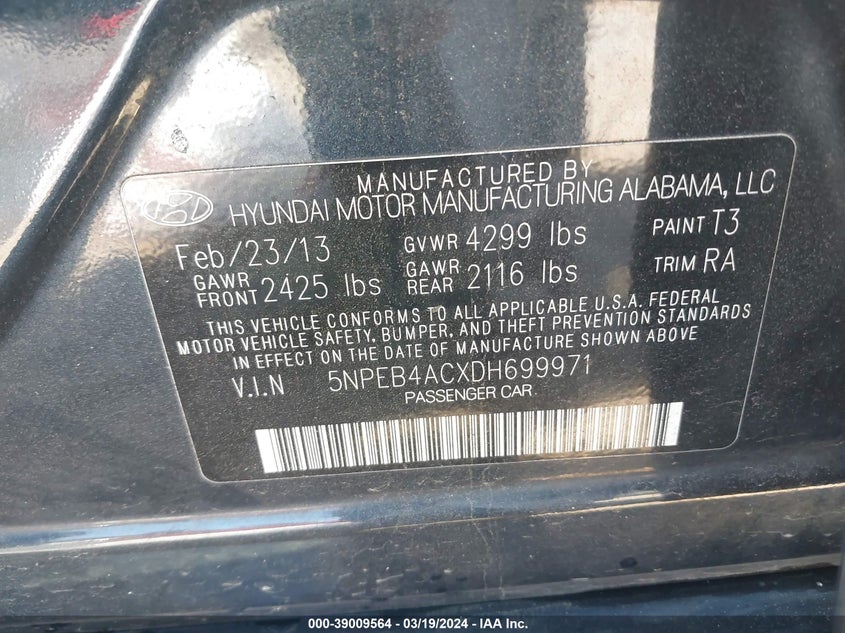 MANUFACTURED BY
HYUNDAI MOTOR MANUFACTURING ALABAMA, LLC
Feb/23/13 GVWR 4299 lbs PAINT T3
GAWR FRONT 2425 lbs GAWR REAR 2116 lbs TRIM RA
THIS VEHICLE CONFORMS TO ALL APPLICABLE U.S.A. FEDERAL
MOTOR VEHICLE SAFETY, BUMPER, AND THEFT PREVENTION STANDARDS
IN EFFECT ON THE DATE OF MANUFACTURE SHOWN ABOVE
V.I.N 5NPEB4ACXDH699971
PASSENGER CAR
000-39009564 - 03/19/2024 - IAA Inc.